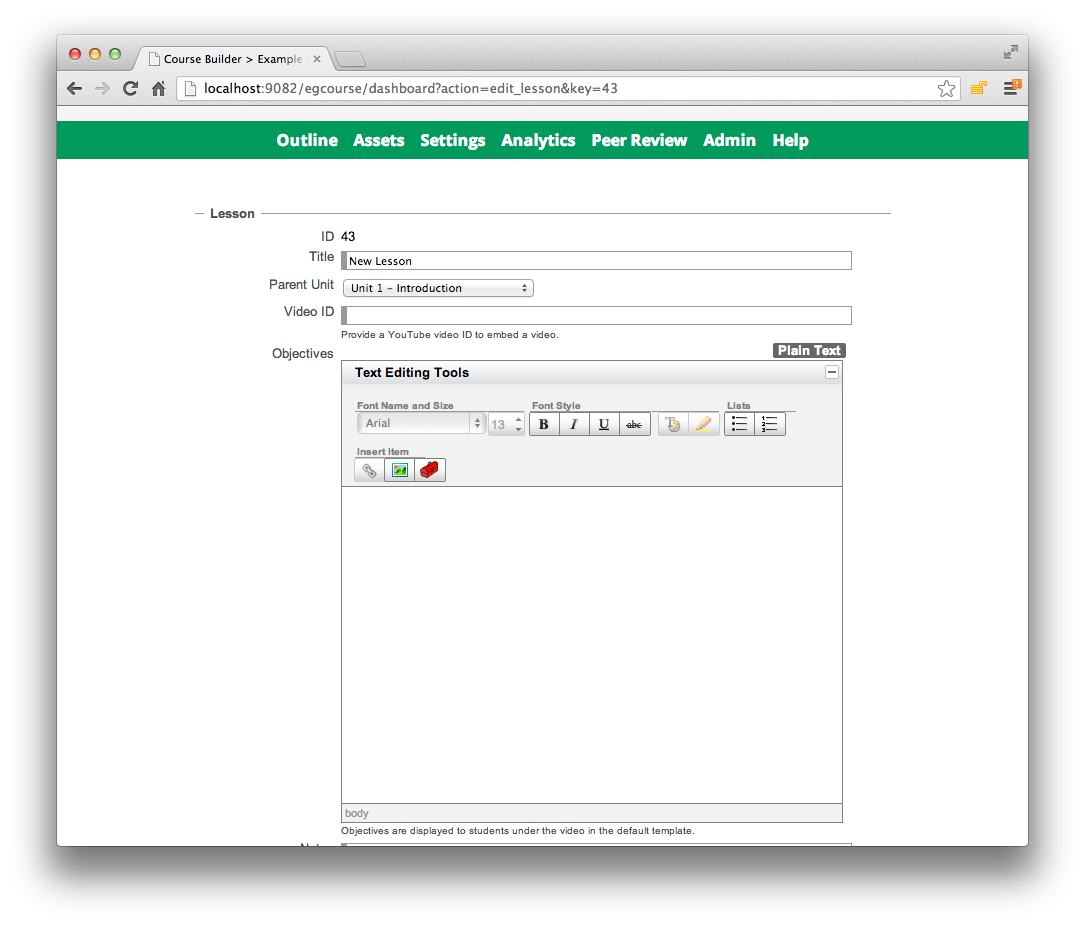 Course Builder > Example
localhost:9082/egcourse/dashboard?action=edit_lesson&key=43
Outline Assets Settings Analytics Peer Review Admin Help
Lesson
ID 43
Title New Lesson
Parent Unit Unit 1 - Introduction
Video ID
Provide a YouTube video ID to embed a video.
Objectives Plain Text
Text Editing Tools
Font Name and Size Font Style Lists
Arial 13 B I U abc
Insert Item
body
Objectives are displayed to students under the video in the default template.